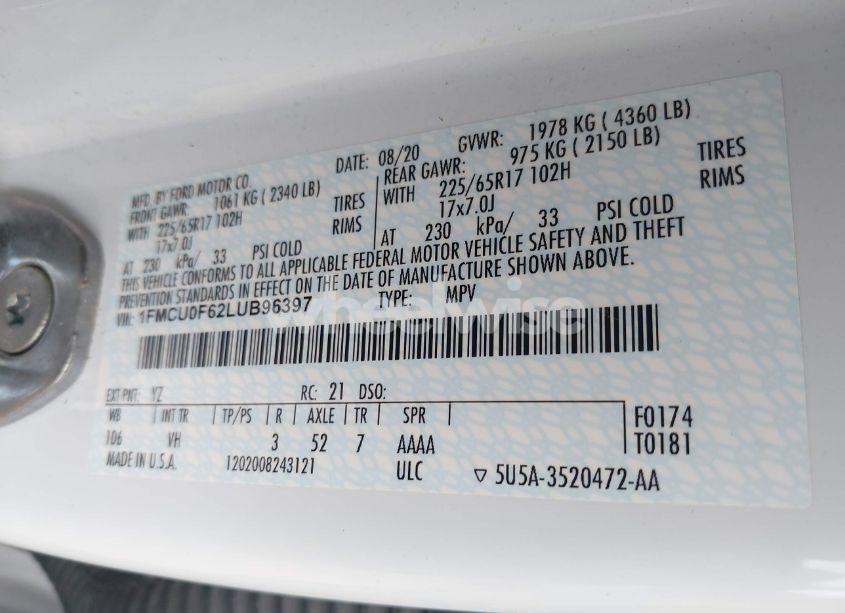 MFD. BY FORD MOTOR CO. DATE: 08/20 GVWR: 1978 KG ( 4360 LB)
FRONT GAWR: 1061 KG ( 2340 LB) REAR GAWR: 975 KG ( 2150 LB)
WITH 225/65R17 102H TIRES WITH 225/65R17 102H TIRES
17x7.0J RIMS 17x7.0J RIMS
AT 230 kPa/ 33 PSI COLD AT 230 kPa/ 33 PSI COLD
THIS VEHICLE CONFORMS TO ALL APPLICABLE FEDERAL MOTOR VEHICLE SAFETY AND THEFT
PREVENTION STANDARDS IN EFFECT ON THE DATE OF MANUFACTURE SHOWN ABOVE.
VIN: 1FMCU0F62LUB96397 TYPE: MPV
wheelwise
EXT PNT: YZ RC: 21 DSO:
WB INT TR TP/PS R AXLE TR SPR F0174
106 VH 3 52 7 AAAA T0181
MADE IN U.S.A. 1202008243121 ULC ▽ 5U5A-3520472-AA